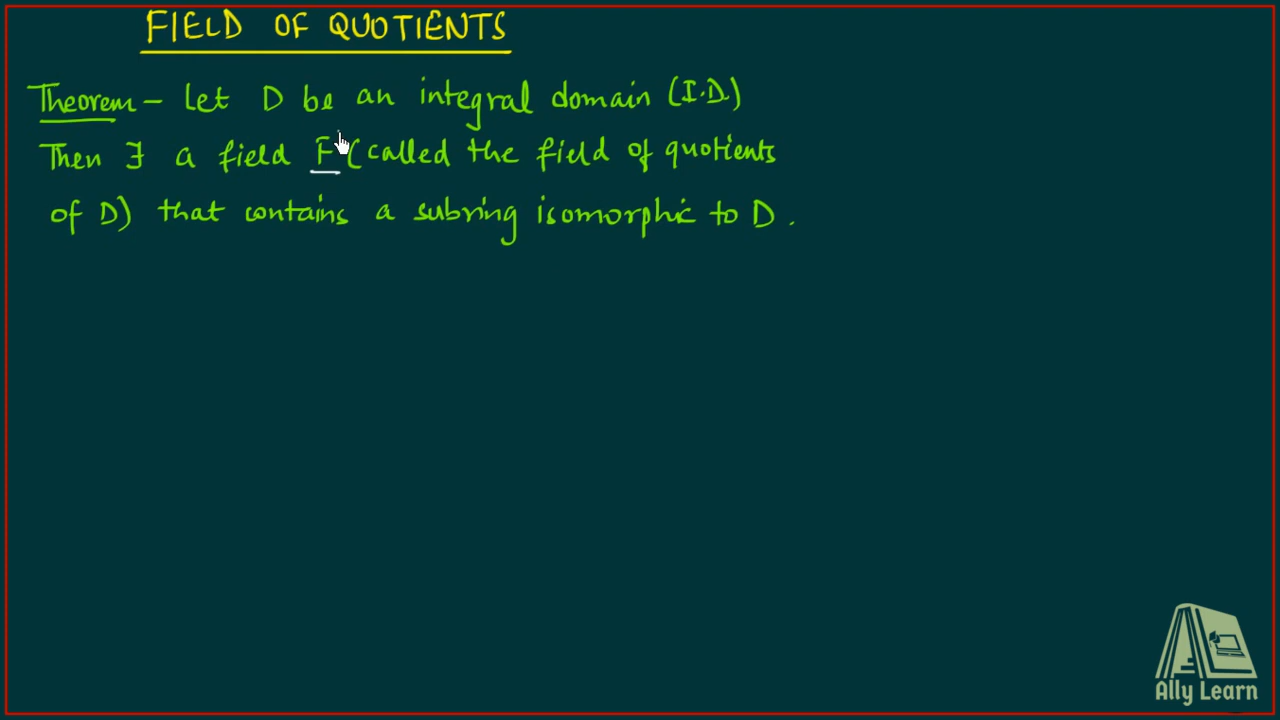 FIELD OF QUOTIENTS
Theorem - Let D be an integral domain (I.D.)
Then ∃ a field F (called the field of quotients
of D) that contains a subring isomorphic to D.
Ally Learn